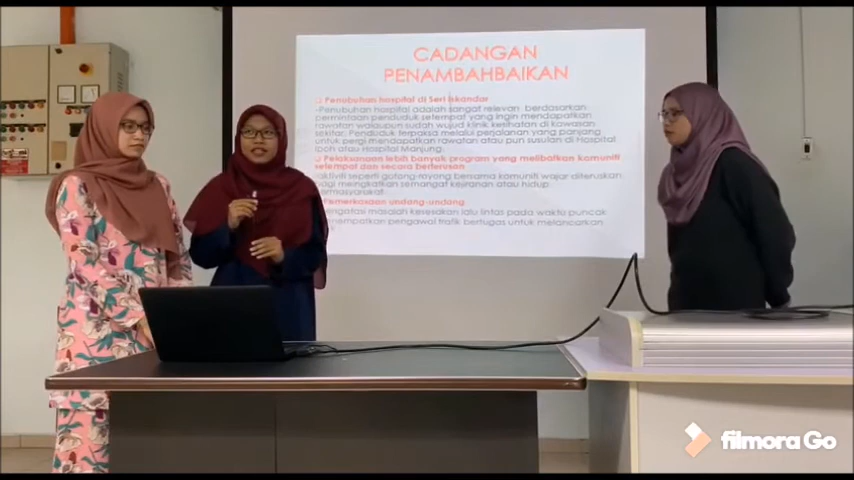 CADANGAN
PENAMBAHBAIKAN
Penubuhan hospital di Seri Iskandar
-Penubuhan hospital adalah sangat relevan , berdasarkan
permintaan penduduk setempat yang ingin mendapatkan
rawatan walaupun sudah wujud klinik kesihatan di kawasan
sekitar. Penduduk terpaksa melalui perjalanan yang panjang
untuk pergi mendapatkan rawatan atau pun susulan di Hospital
Ipoh atau Hospital Manjung.
Pelaksanaan lebih banyak program yang melibatkan komuniti
setempat dan secara berterusan
-aktiviti seperti gotong-royong bersama komuniti wajar diteruskan
bagi meningkatkan semangat kejiranan atau hidup
bermasyarakat.
Pemerkasaan undang-undang
-mengatasi masalah kesesakan lalu lintas pada waktu puncak
menempatkan pegawai trafik bertugas untuk melancarkan
filmora Go